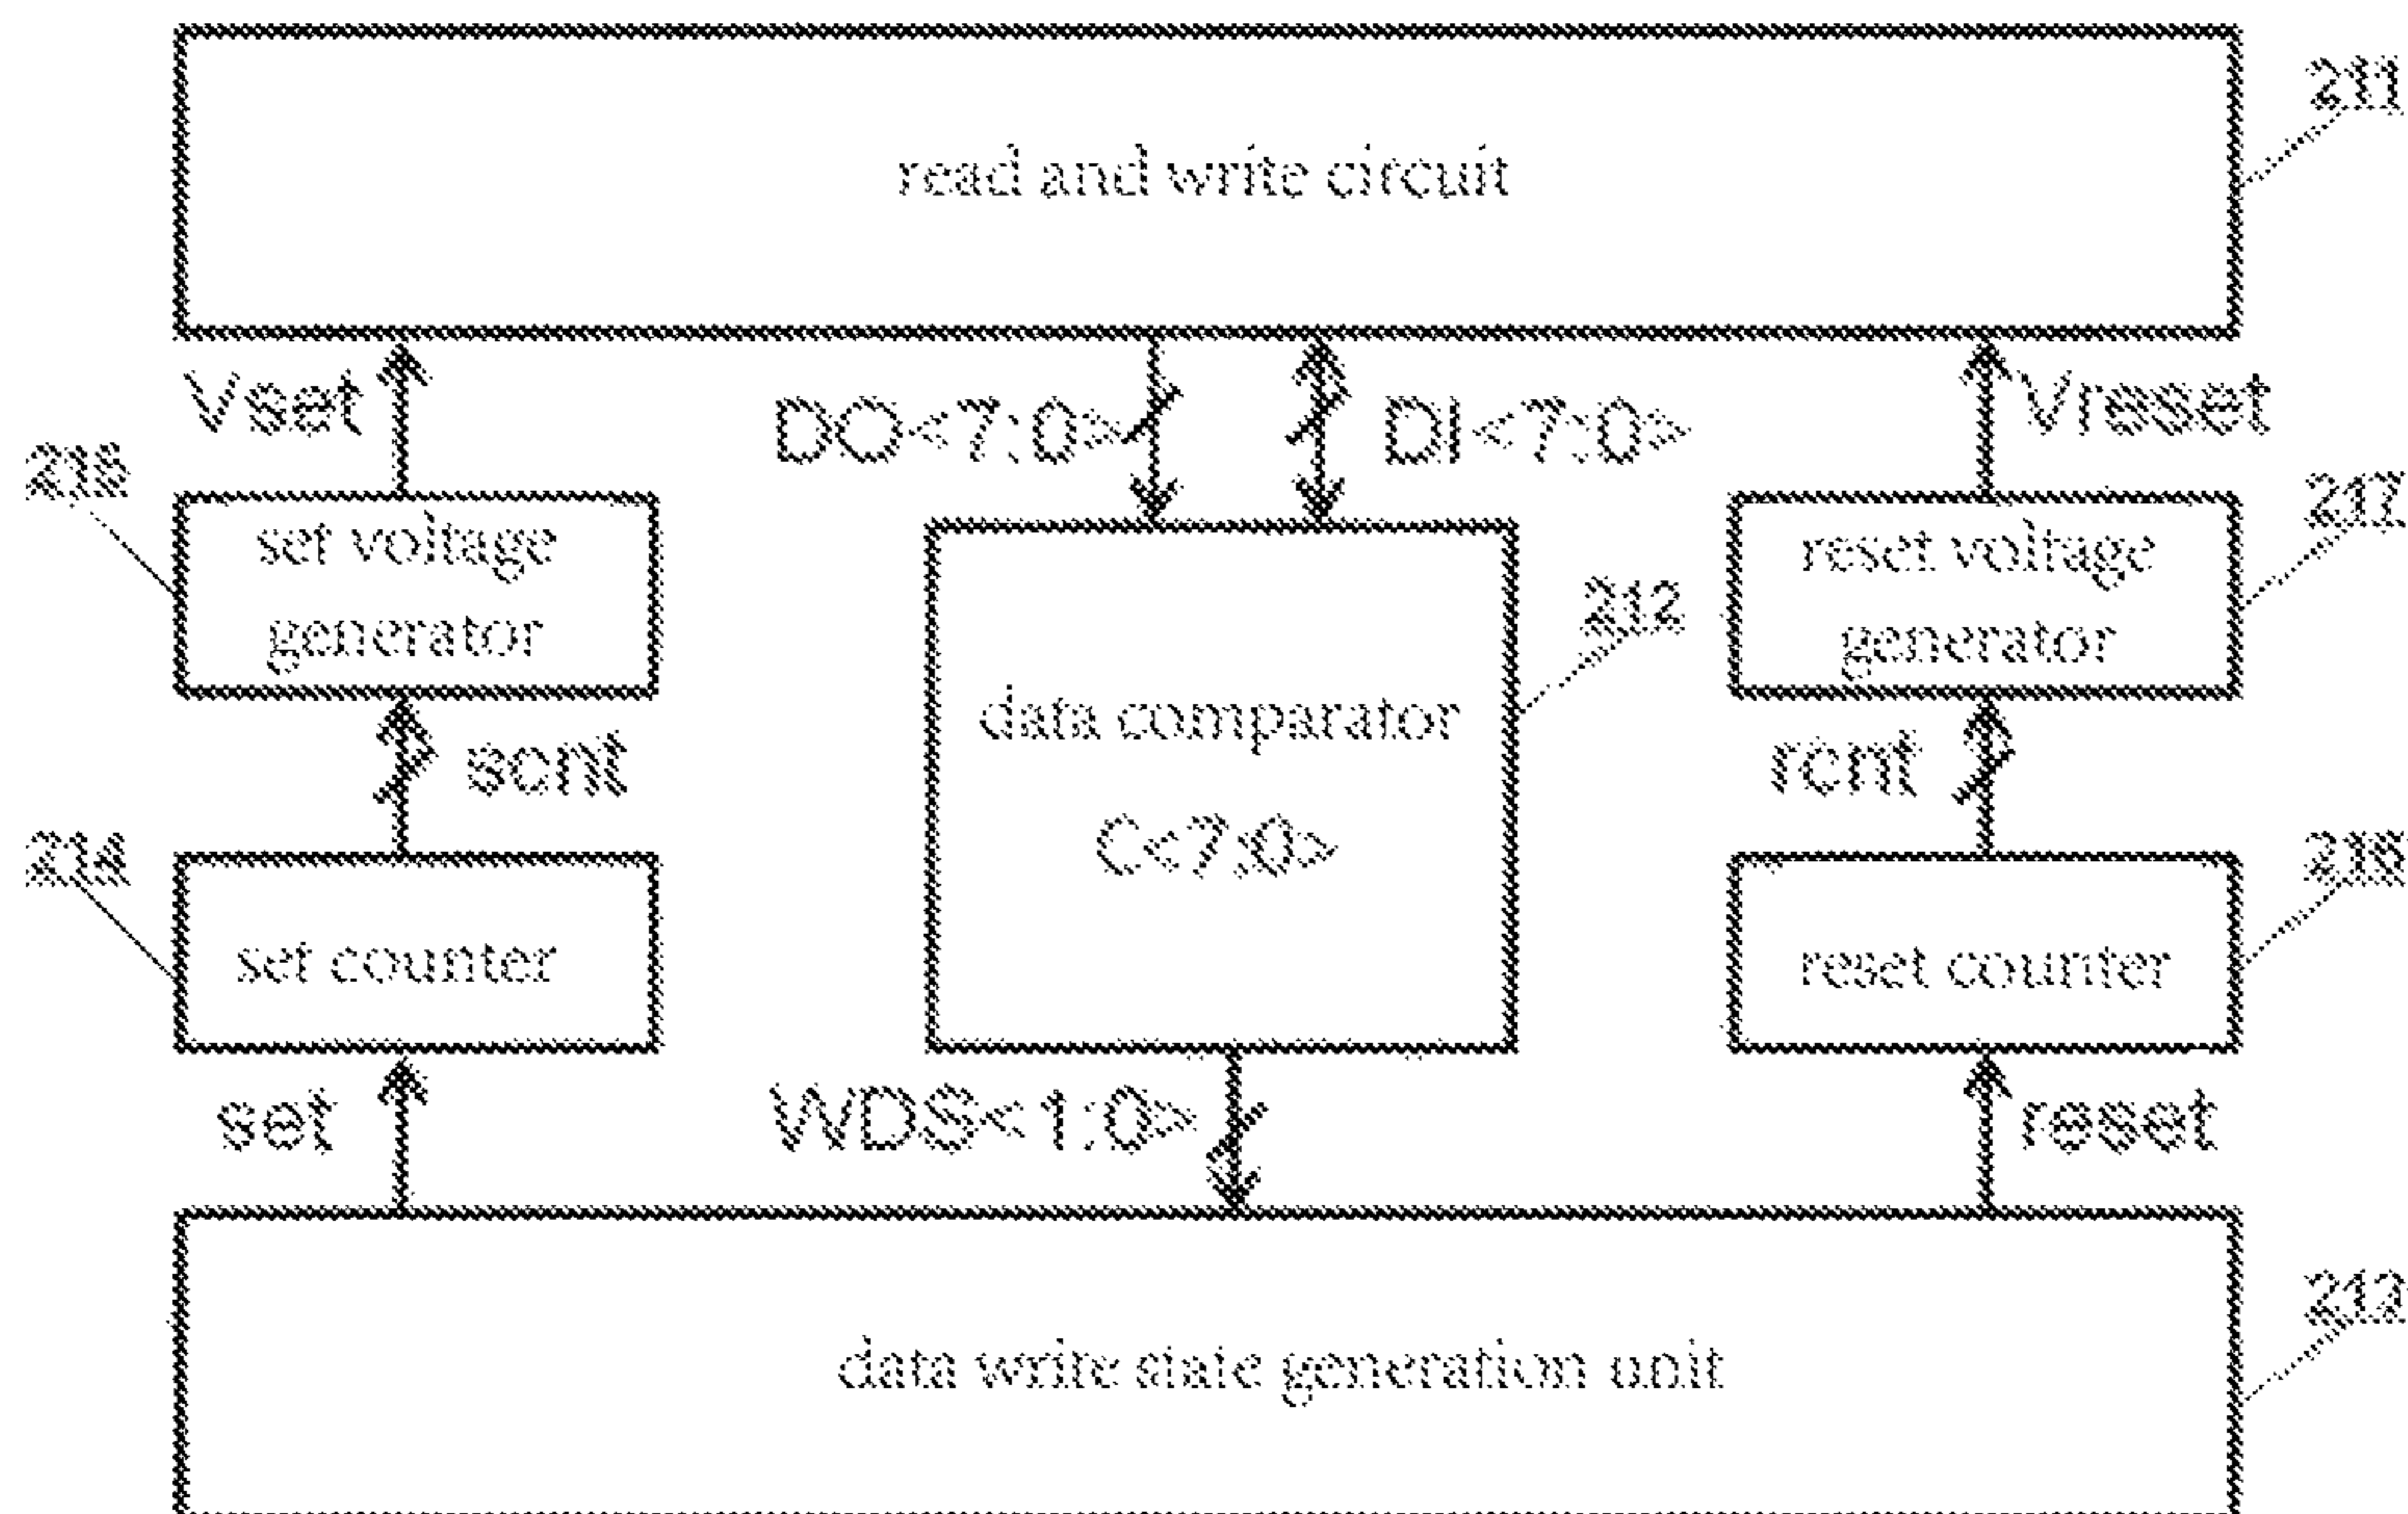 211
read and write circuit
Vset
DO<7:0>
DI<7:0>
Vreset
217
set voltage
generator
reset voltage
generator
212
data comparator
C<7:0>
scnt
rcnt
214
set counter
reset counter
set
WDS<1:0>
reset
data write state generation unit